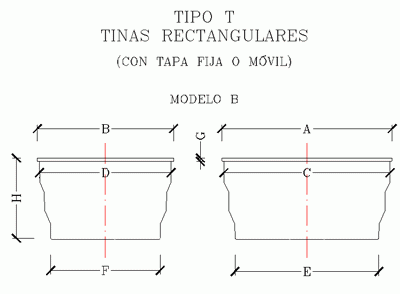 TIPO T
TINAS RECTANGULARES
(CON TAPA FIJA O MÓVIL)
MODELO B
B
A
G
D
C
H
F
E